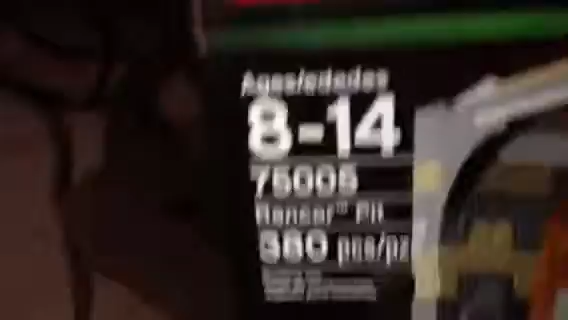 Ages/edades
8-14
75005
Rancor™ Pit
380 pcs/pz